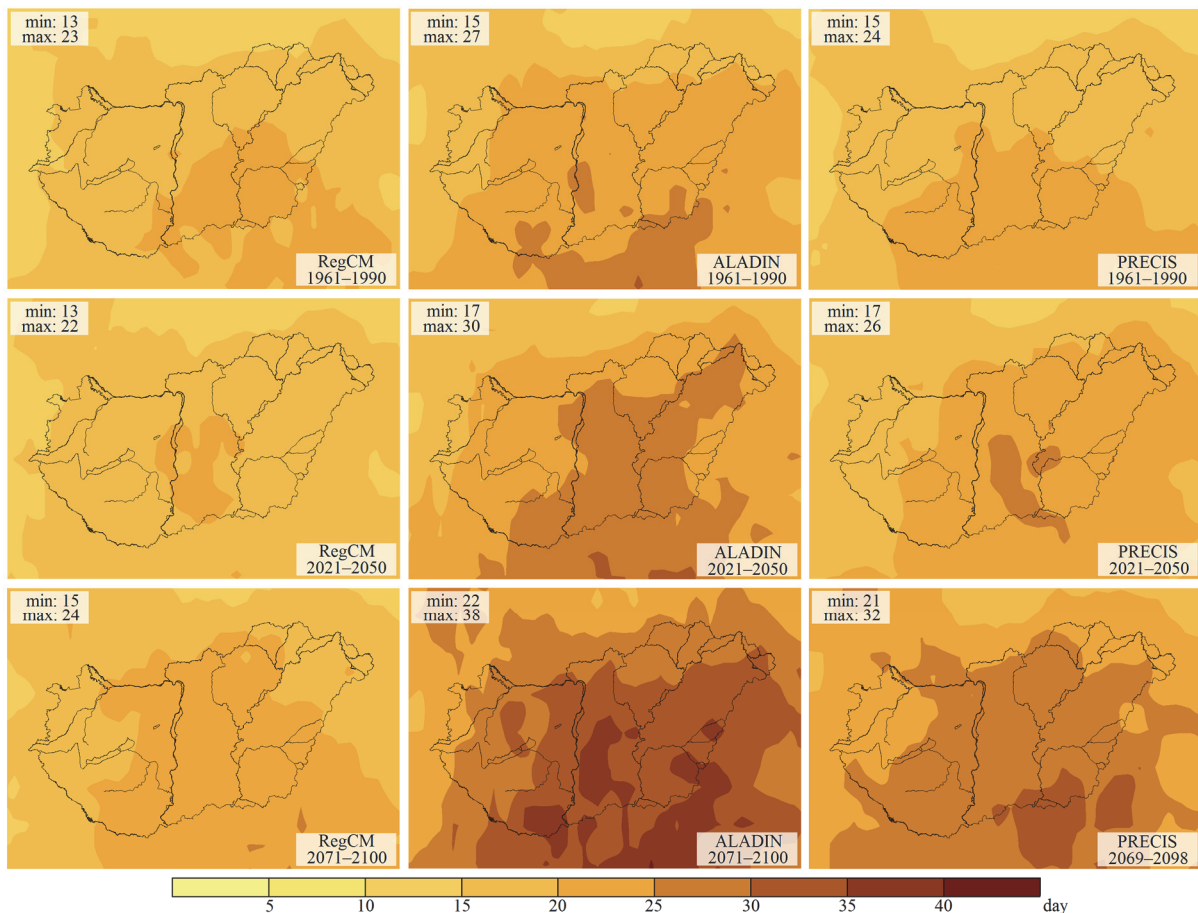 min: 13
max: 23
RegCM
1961–1990
min: 15
max: 27
ALADIN
1961–1990
min: 15
max: 24
PRECIS
1961–1990
min: 13
max: 22
RegCM
2021–2050
min: 17
max: 30
ALADIN
2021–2050
min: 17
max: 26
PRECIS
2021–2050
min: 15
max: 24
RegCM
2071–2100
min: 22
max: 38
ALADIN
2071–2100
min: 21
max: 32
PRECIS
2069–2098
5 10 15 20 25 30 35 40 day